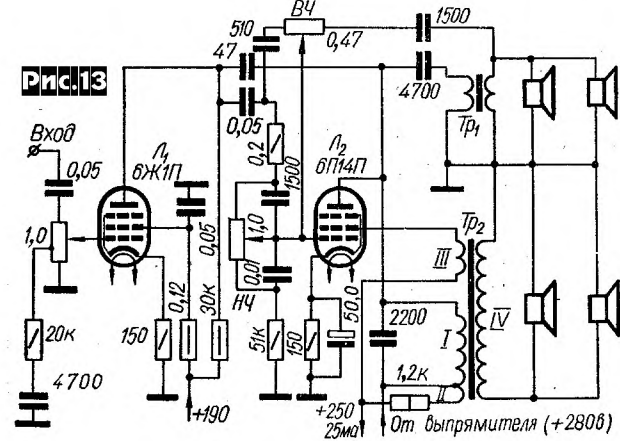 Рис.13
510
ВЧ
0,47
1500
47
4700
Вход
0,05
Л₁
6Ж1П
0,05
0,2
1500
Л₂
6П14П
Тр₁
1,0
0,05
1,0
0,01
НЧ
Тр₂
III
20к
150
0,12
30к
51к
150
50,0
2200
I
IV
4700
+190
+250
25ма
1,2к
II
От выпрямителя (+280в)